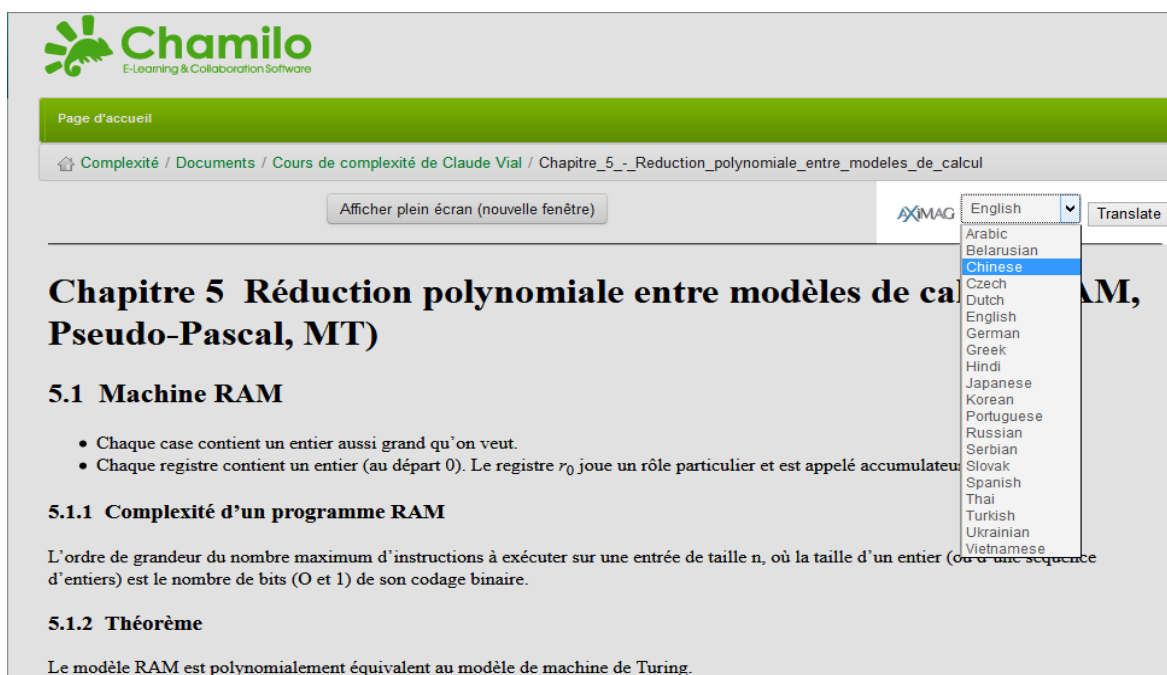 Chamilo
E-Learning & Collaboration Software
Page d'accueil
Complexité / Documents / Cours de complexité de Claude Vial / Chapitre_5_-_Reduction_polynomiale_entre_modeles_de_calcul
Afficher plein écran (nouvelle fenêtre)
AXiMAG English Translate
Arabic
Belarusian
Chinese
Czech
Dutch
English
German
Greek
Hindi
Japanese
Korean
Portuguese
Russian
Serbian
Slovak
Spanish
Thai
Turkish
Ukrainian
Vietnamese
Chapitre 5 Réduction polynomiale entre modèles de cal AM,
Pseudo-Pascal, MT)
5.1 Machine RAM
• Chaque case contient un entier aussi grand qu'on veut.
• Chaque registre contient un entier (au départ 0). Le registre r0 joue un rôle particulier et est appelé accumulateu
5.1.1 Complexité d'un programme RAM
L'ordre de grandeur du nombre maximum d'instructions à exécuter sur une entrée de taille n, où la taille d'un entier (ou d'une séquence
d'entiers) est le nombre de bits (O et 1) de son codage binaire.
5.1.2 Théorème
Le modèle RAM est polynomialement équivalent au modèle de machine de Turing.